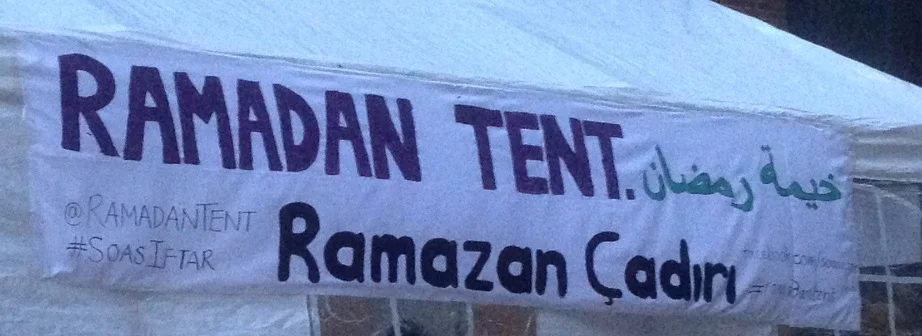 RAMADAN TENT. خيمة رمضان
@RAMADANTENT
#SOASIFTAR
Ramazan Çadırı